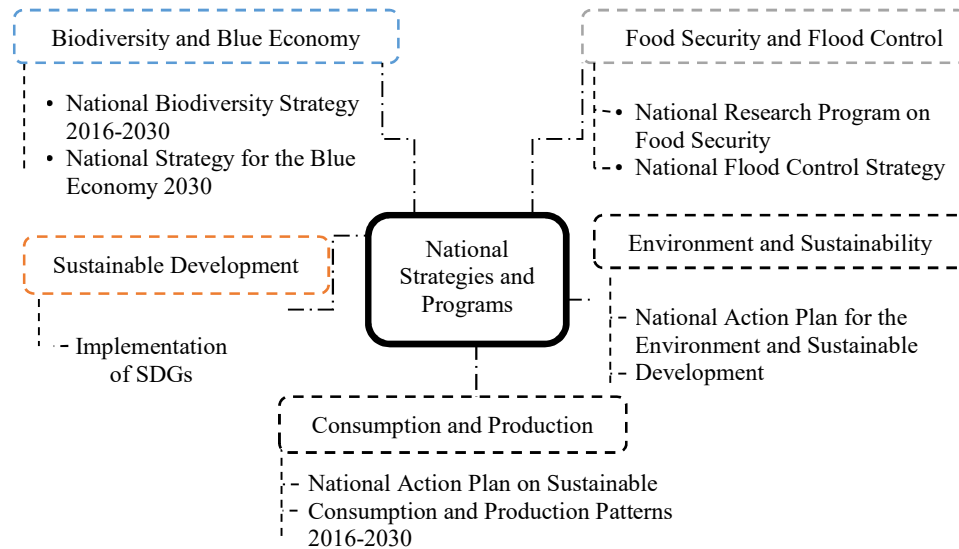 Biodiversity and Blue Economy
• National Biodiversity Strategy
2016-2030
• National Strategy for the Blue
Economy 2030
Food Security and Flood Control
• National Research Program on
Food Security
• National Flood Control Strategy
National
Strategies and
Programs
Sustainable Development
- Implementation
of SDGs
Environment and Sustainability
- National Action Plan for the
Environment and Sustainable
- Development
Consumption and Production
- National Action Plan on Sustainable
- Consumption and Production Patterns
2016-2030